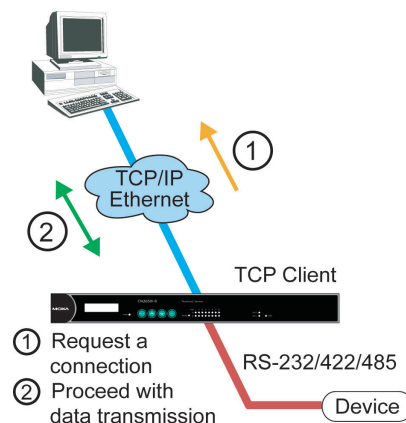 1
TCP/IP
Ethernet
2
TCP Client
MOXA
1 Request a
connection
2 Proceed with
data transmission
RS-232/422/485
Device